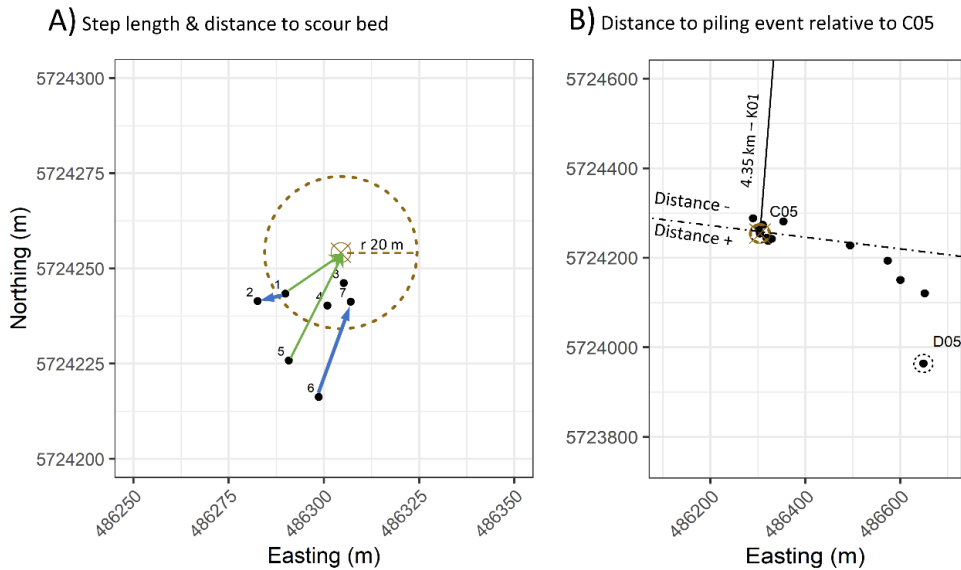 A) Step length & distance to scour bed
5724300
5724275
5724250
5724225
5724200
Northing (m)
r 20 m
1
2
3
4
7
5
6
486250
486275
486300
486325
486350
Easting (m)
B) Distance to piling event relative to C05
5724600
5724400
5724200
5724000
5723800
4.35 km – K01
Distance -
C05
Distance +
D05
486200
486400
486600
Easting (m)